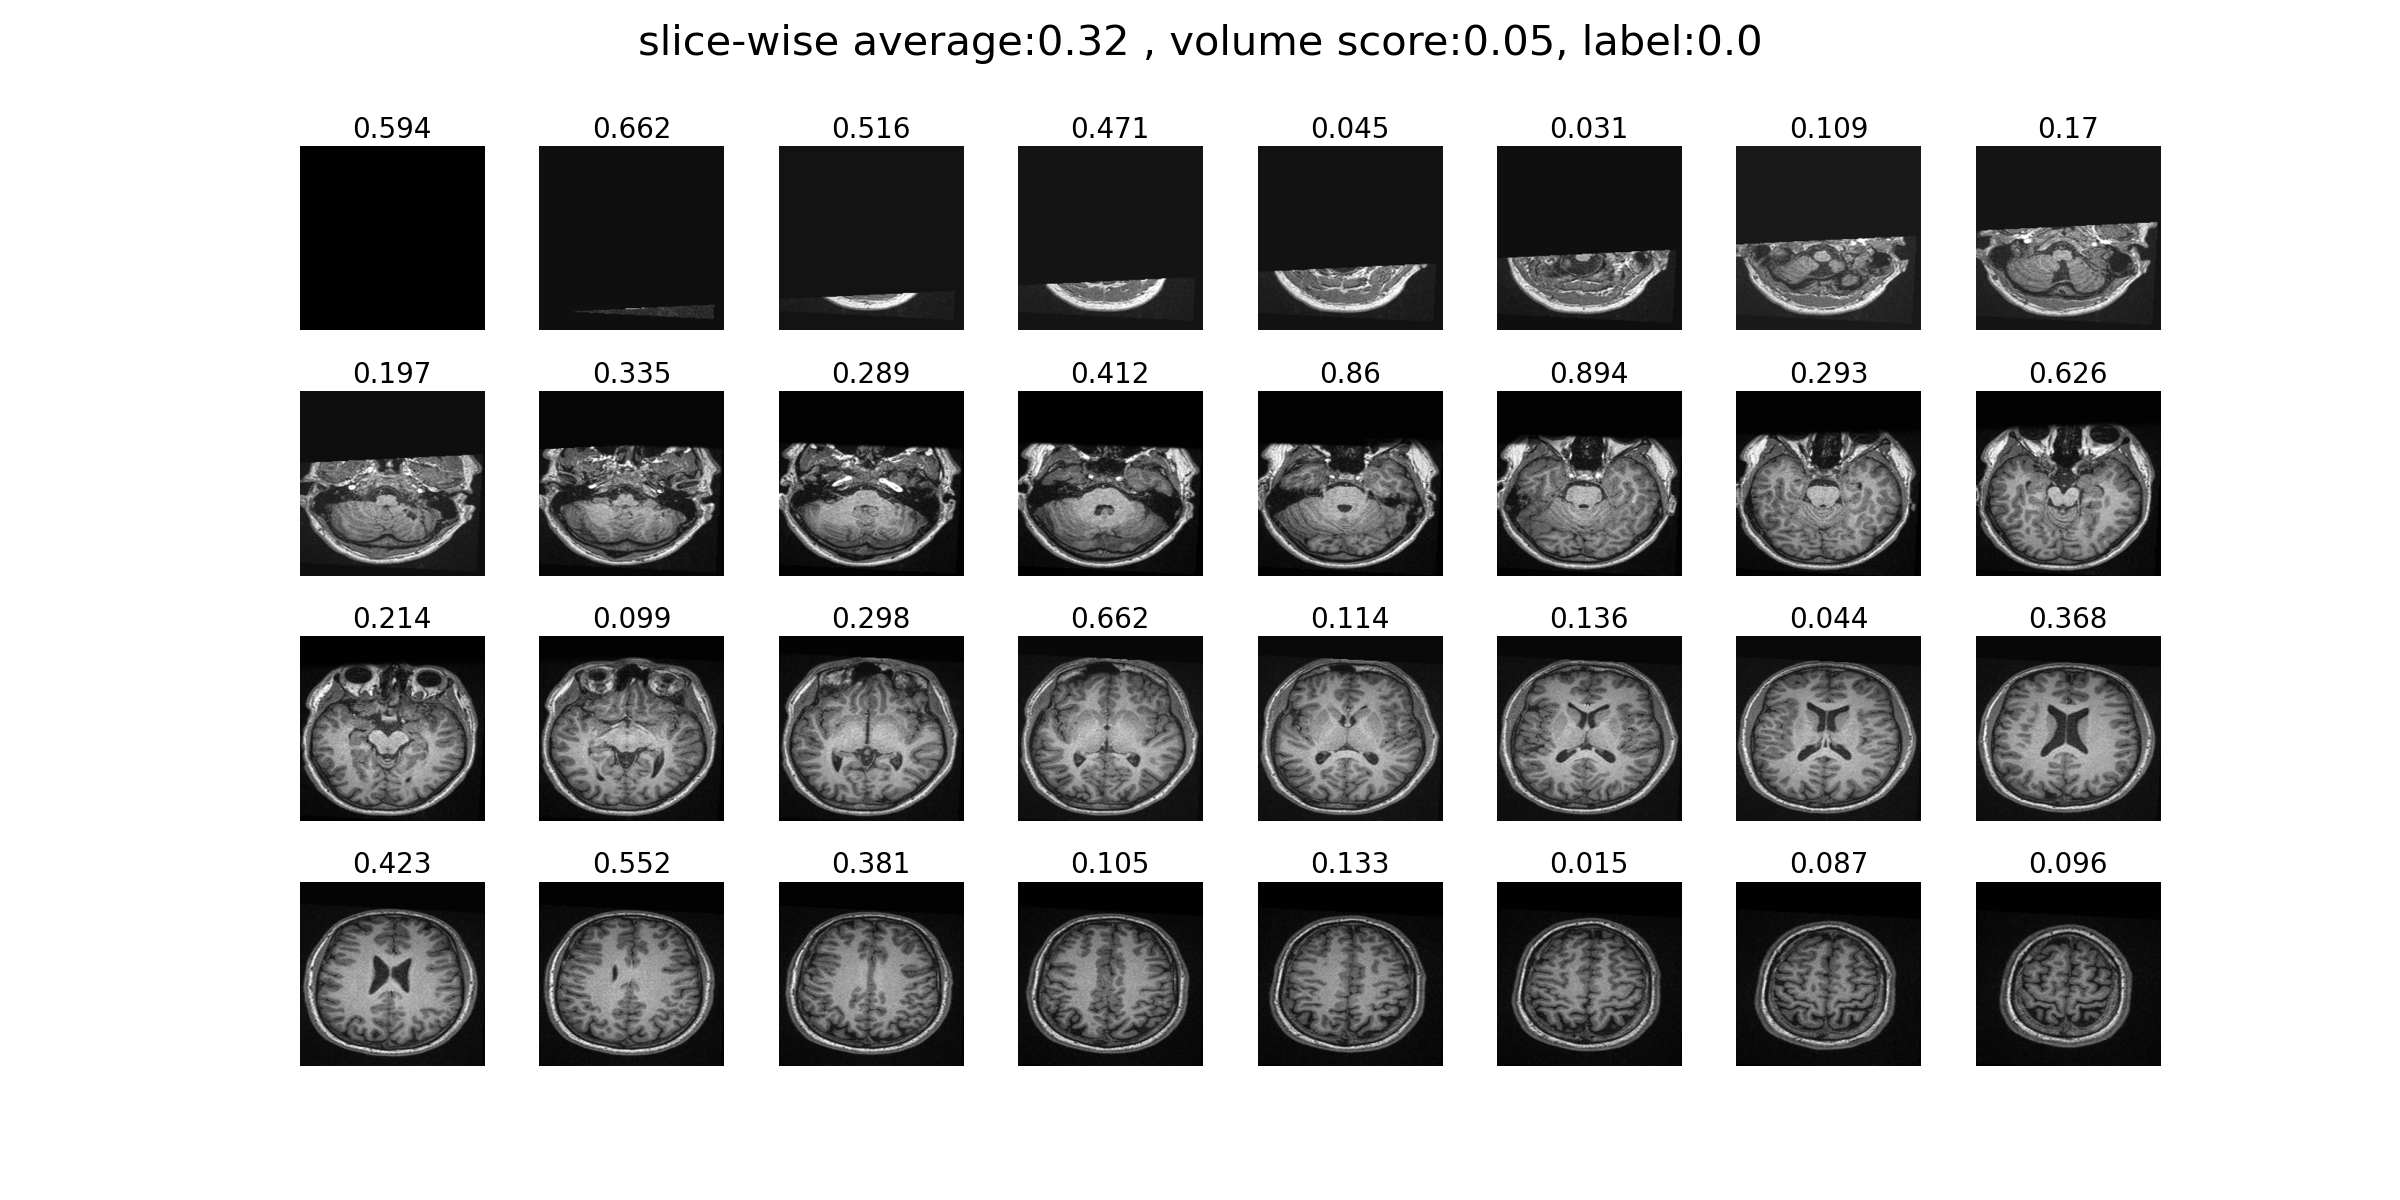 slice-wise average:0.32 , volume score:0.05, label:0.0
0.594 0.662 0.516 0.471 0.045 0.031 0.109 0.17
0.197 0.335 0.289 0.412 0.86 0.894 0.293 0.626
0.214 0.099 0.298 0.662 0.114 0.136 0.044 0.368
0.423 0.552 0.381 0.105 0.133 0.015 0.087 0.096